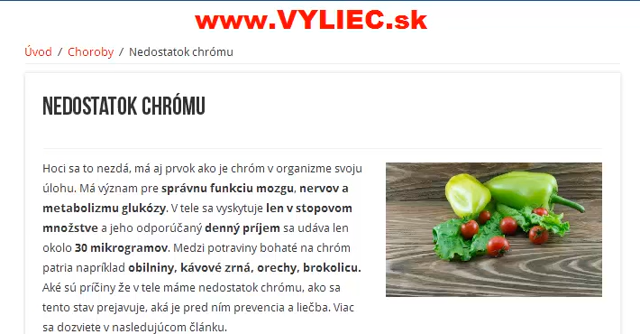 www.VYLIEC.sk
Úvod / Choroby / Nedostatok chrómu
NEDOSTATOK CHRÓMU
Hoci sa to nezdá, má aj prvok ako je chróm v organizme svoju
úlohu. Má význam pre správnu funkciu mozgu, nervov a
metabolizmu glukózy. V tele sa vyskytuje len v stopovom
množstve a jeho odporúčaný denný príjem sa udáva len
okolo 30 mikrogramov. Medzi potraviny bohaté na chróm
patria napríklad obilniny, kávové zrná, orechy, brokolicu.
Aké sú príčiny že v tele máme nedostatok chrómu, ako sa
tento stav prejavuje, aká je pred ním prevencia a liečba. Viac
sa dozviete v nasledujúcom článku.